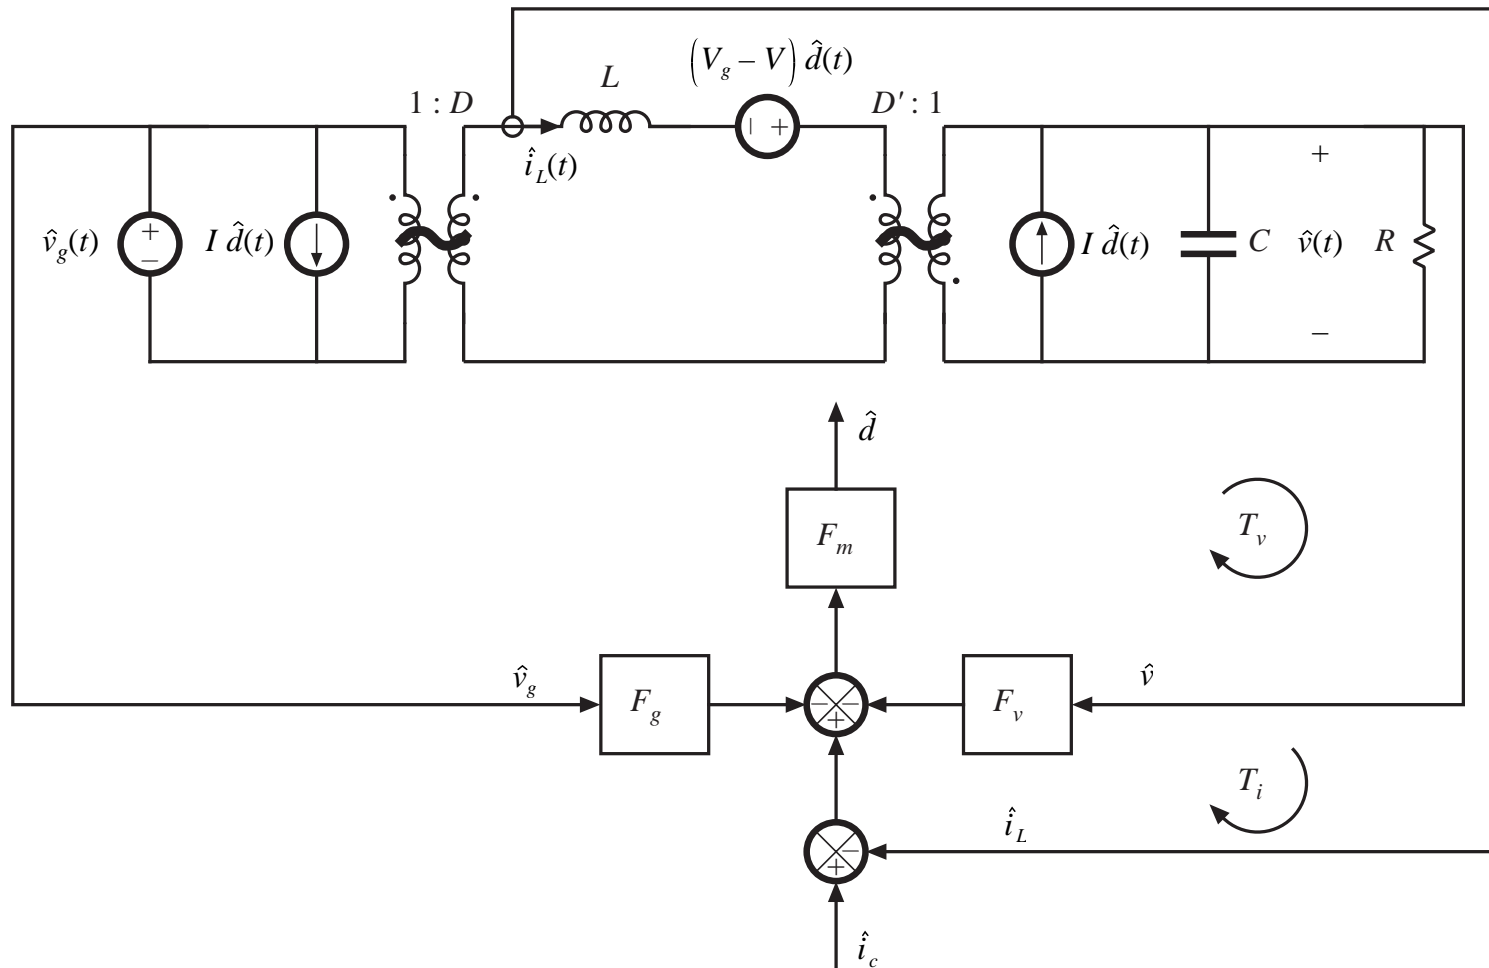 (V_g – V) d̂(t)
L
1 : D
D′ : 1
î_L(t)
+
v̂_g(t)
+
–
I d̂(t)
– +
I d̂(t)
C
v̂(t)
R
–
d̂
F_m
T_v
v̂_g
F_g
– –
+
F_v
v̂
T_i
î_L
–
+
î_c